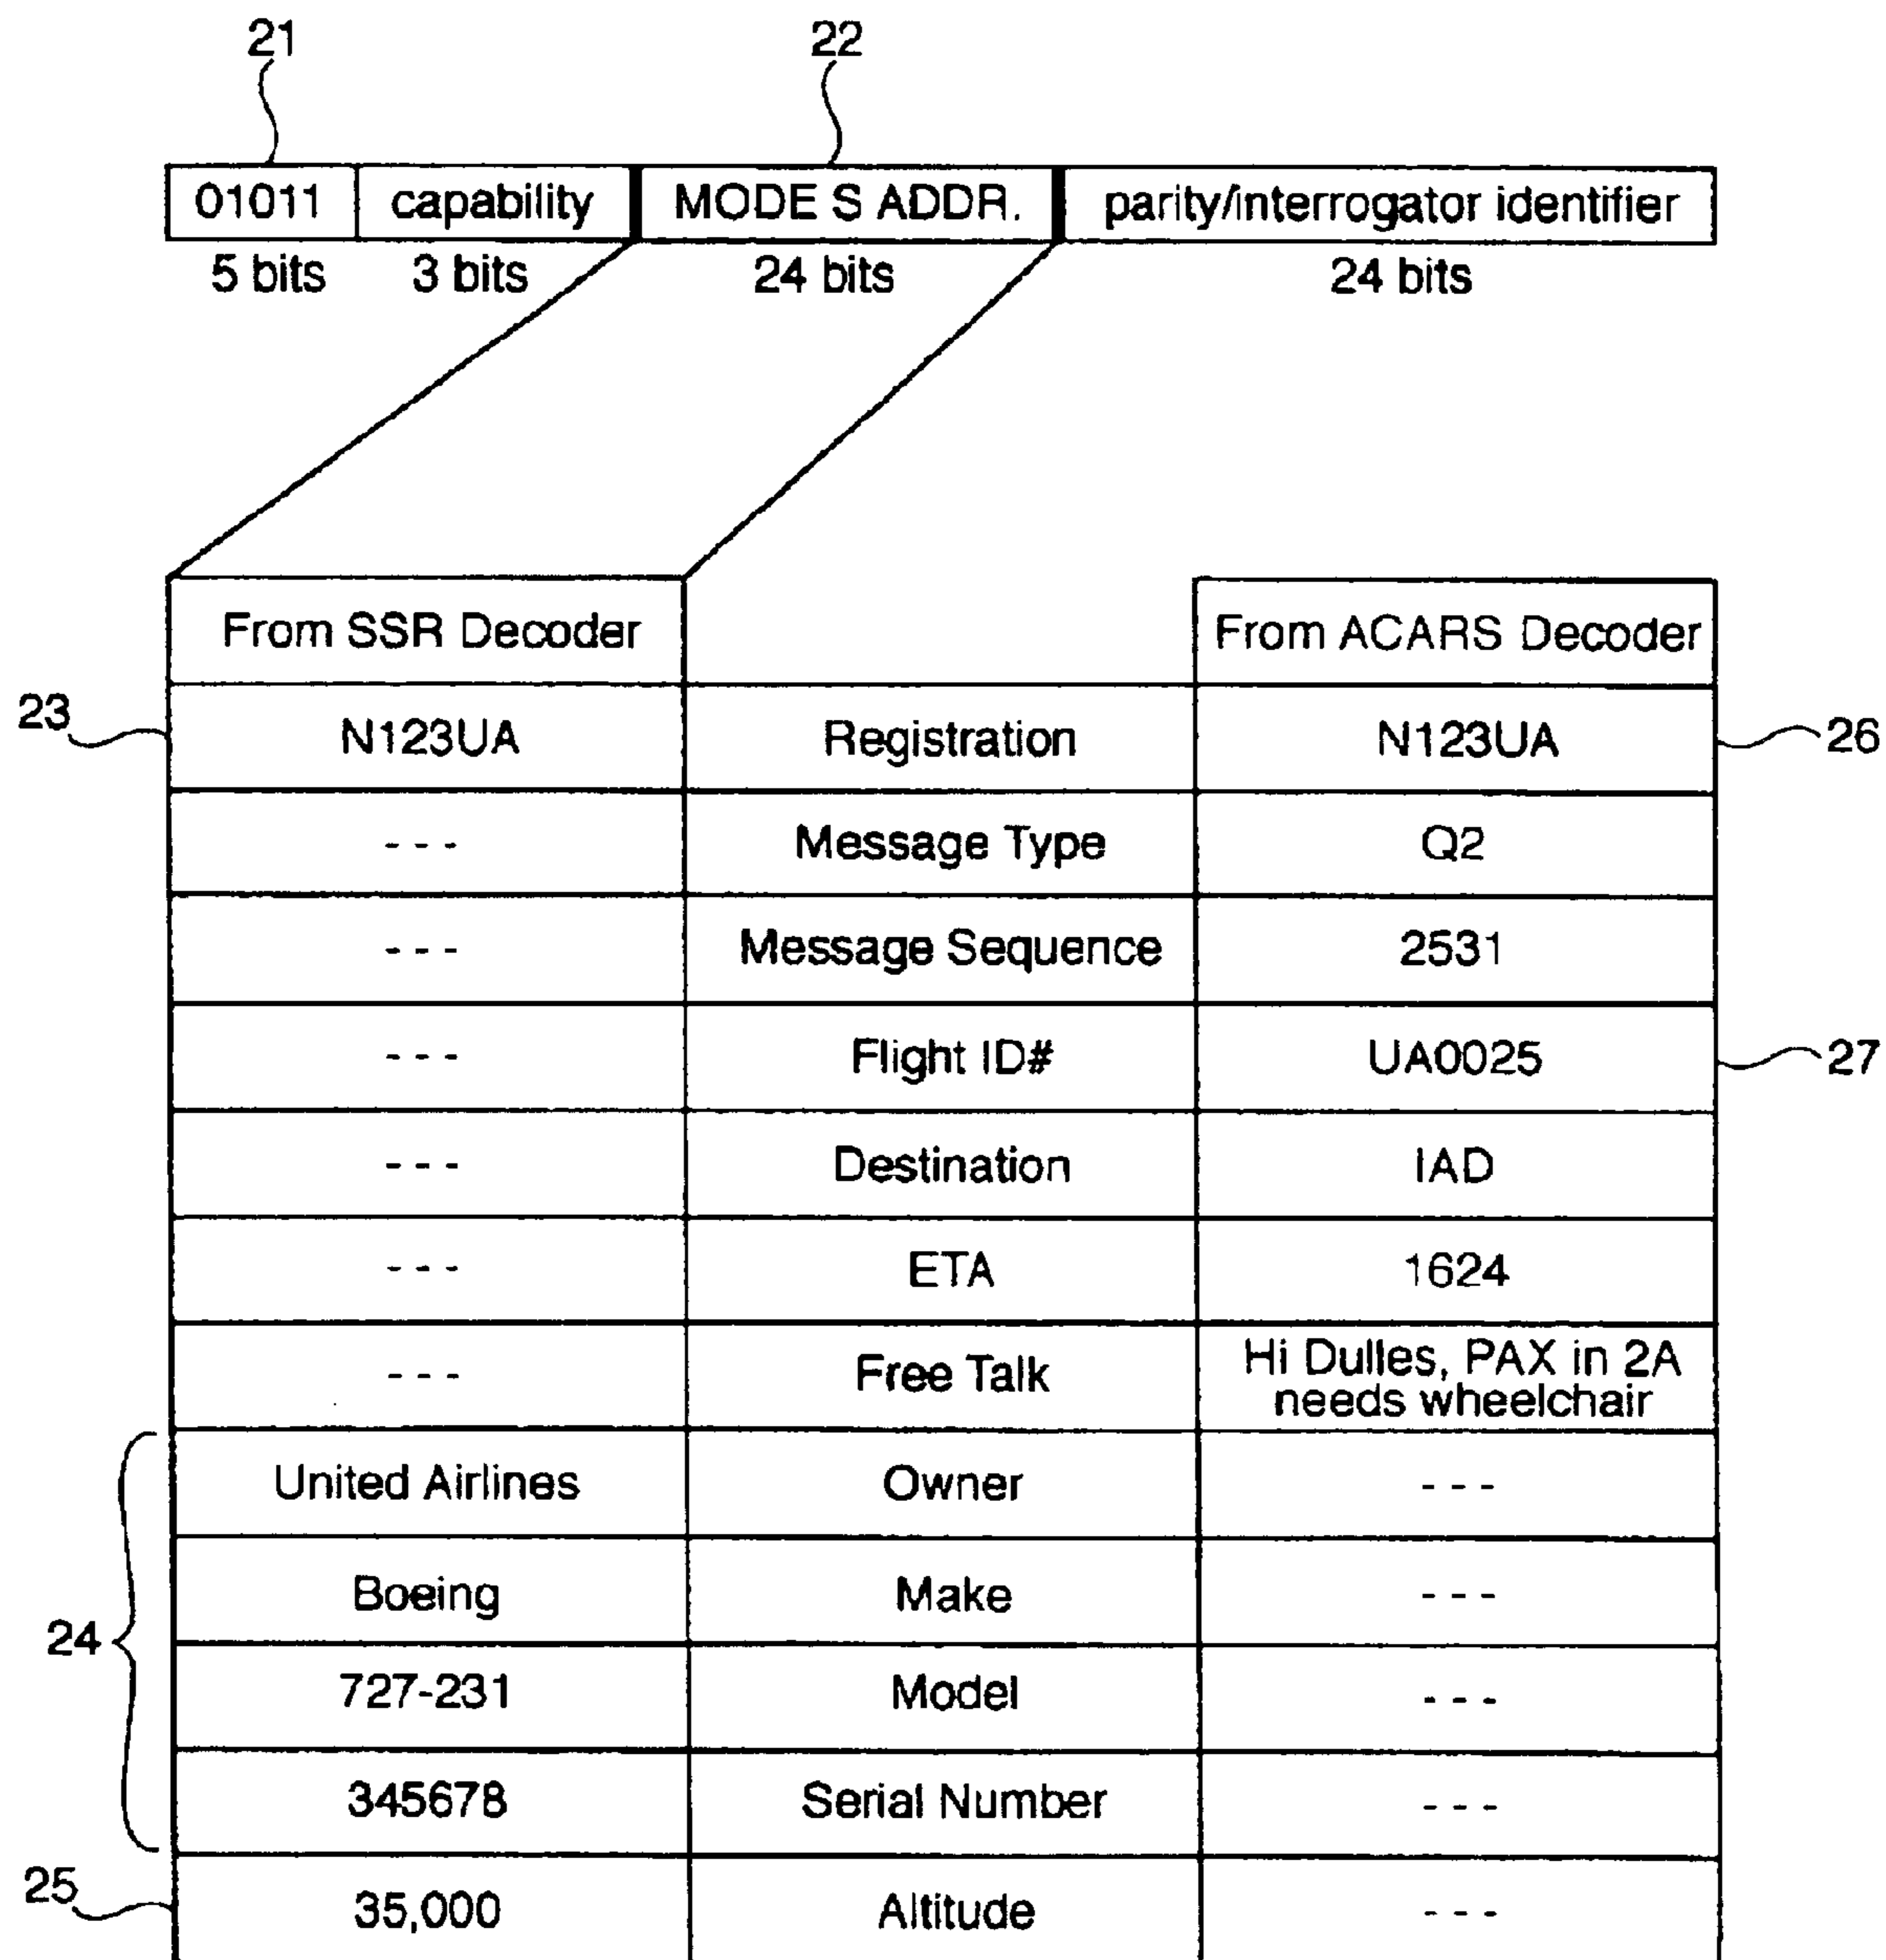 21 22
01011 capability MODE S ADDR. parity/interrogator identifier
5 bits 3 bits 24 bits 24 bits
From SSR Decoder From ACARS Decoder
23 N123UA Registration N123UA 26
- - - Message Type Q2
- - - Message Sequence 2531
- - - Flight ID# UA0025 27
- - - Destination IAD
- - - ETA 1624
- - - Free Talk Hi Dulles, PAX in 2A
needs wheelchair
United Airlines Owner - - -
Boeing Make - - -
24
727-231 Model - - -
345678 Serial Number - - -
25 35,000 Altitude - - -